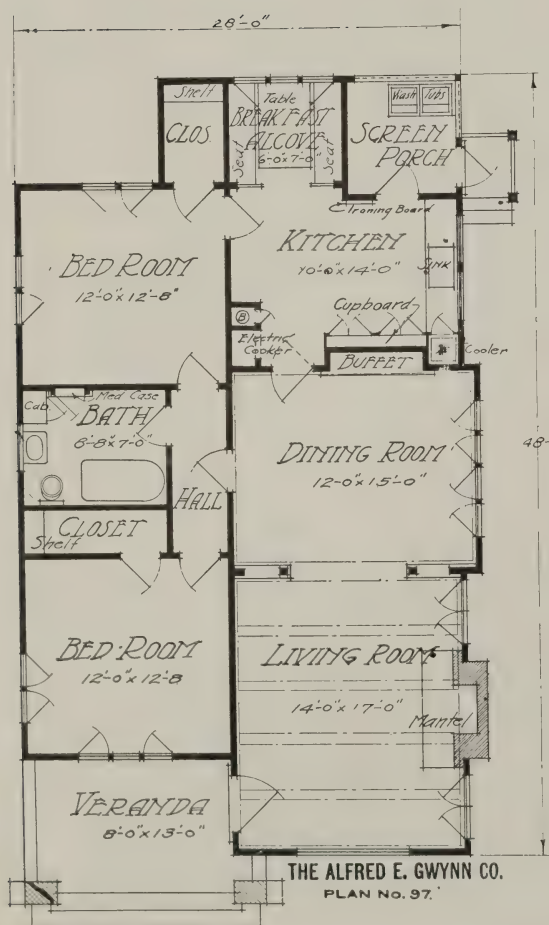 28'-0"
Shelf
CLOS.
Table
BREAKFAST
ALCOVE
6'-0"x7'-0"
Seat
Seat
Wash Tubs
SCREEN
PORCH
Ironing Board
BED ROOM
12'-0"x12'-8"
KITCHEN
10'-6"x14'-0"
SINK
Cupboard
B
Electric
Cooker
BUFFET
Cooler
Cab.
Med Case
BATH
8'-8"x7'-0"
HALL
DINING ROOM
12'-0"x15'-0"
48'-
CLOSET
Shelf
BED ROOM
12'-0"x12'-8
LIVING ROOM
14'-0"x17'-0"
Mantel
VERANDA
8'-0"x13'-0"
THE ALFRED E. GWYNN CO.
PLAN No. 97.